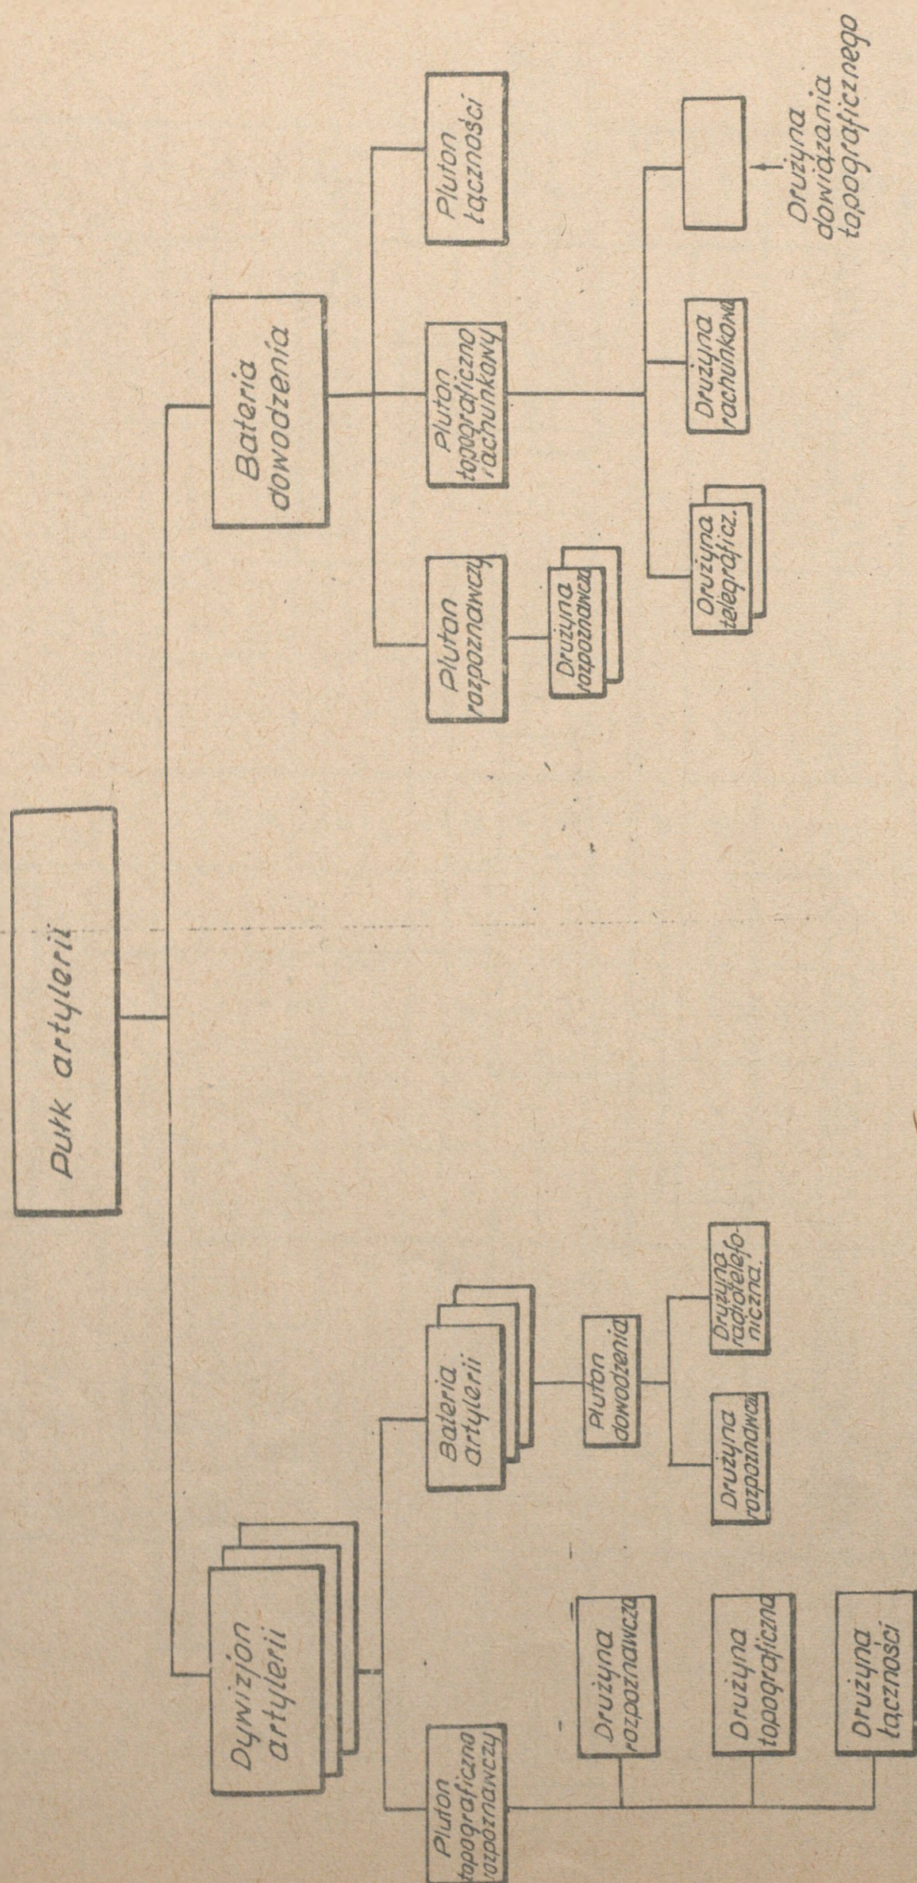 Pułk artylerii
Dywizjon
artylerii
Bateria
dowodzenia
Pluton
topograficzno
rozpoznawczy
Bateria
artylerii
Pluton
rozpoznawczy
Pluton
topograficzno
rachunkowy
Pluton
łączności
Drużyna
rozpoznawcza
Drużyna
topograficzna
Drużyna
łączności
Pluton
dowodzenia
Drużyna
rozpoznawcza
Drużyna
radiotelefo-
niczna.
Drużyna
rozpoznawcza
Drużyna
telegraficz.
Drużyna
rachunkowa
Drużyna
dowiązania
topograficznego